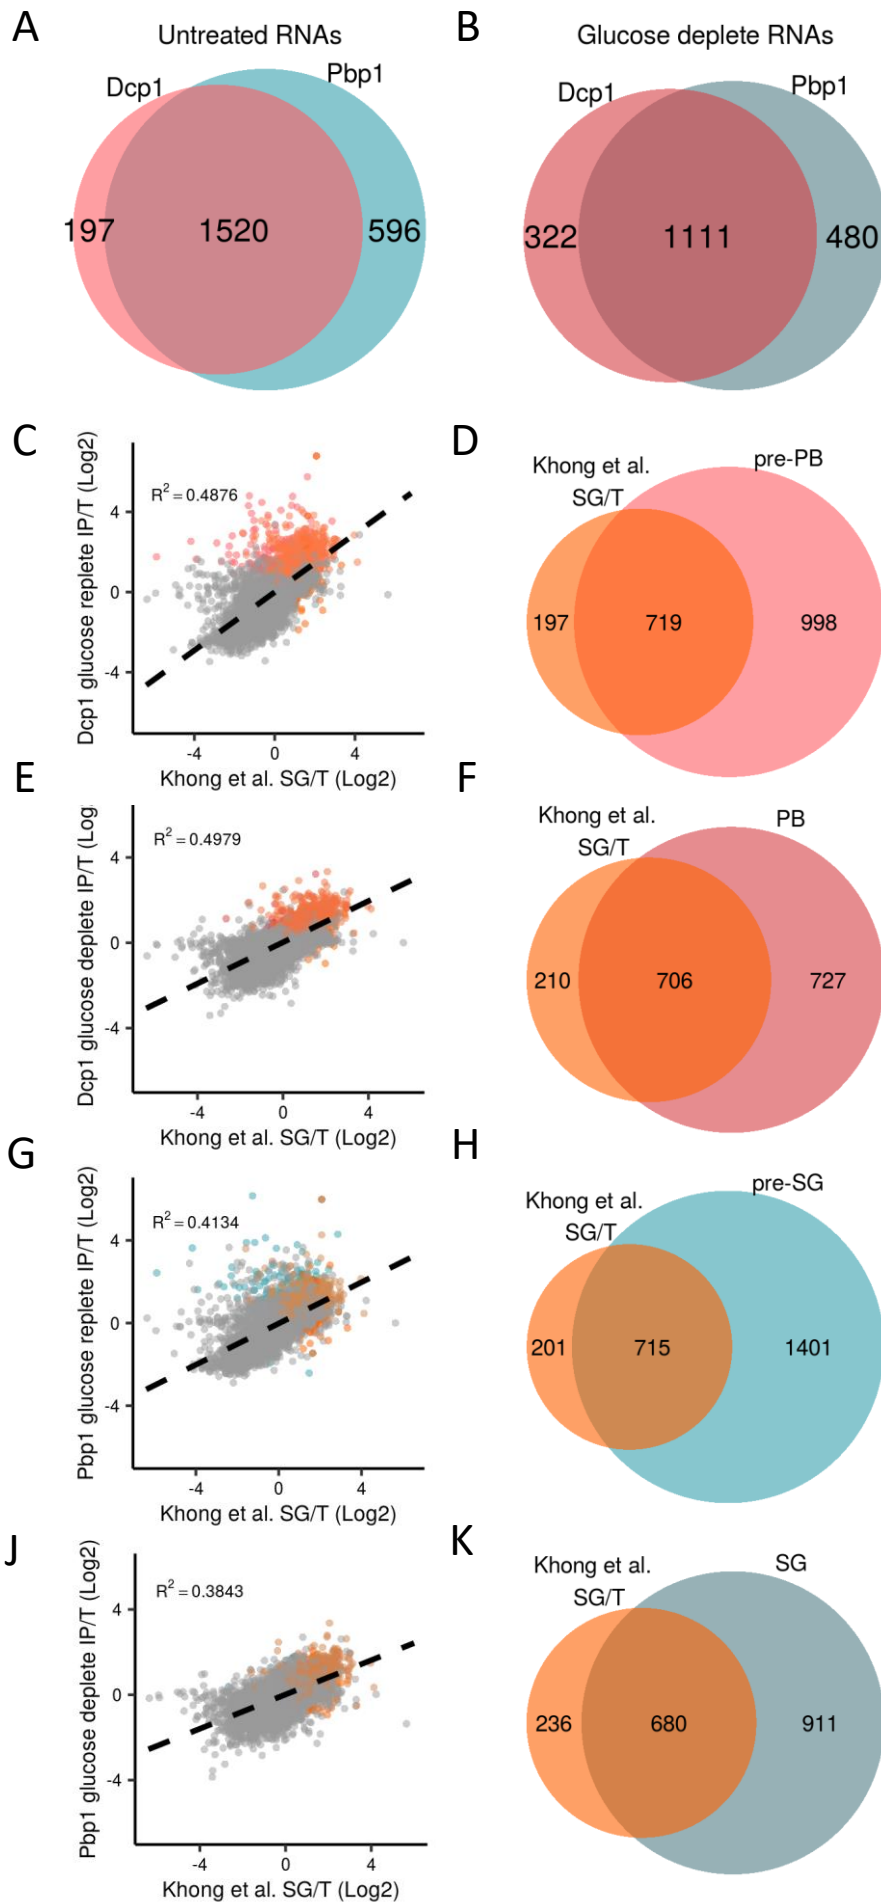 A
Untreated RNAs
Dcp1
Pbp1
197
1520
596
B
Glucose deplete RNAs
Dcp1
Pbp1
322
1111
480
C
Dcp1 glucose replete IP/T (Log2)
R2 = 0.4876
4
0
-4
-4 0 4
Khong et al. SG/T (Log2)
D
Khong et al.
SG/T
pre-PB
197
719
998
E
Dcp1 glucose deplete IP/T (Log
R2 = 0.4979
4
0
-4
-4 0 4
Khong et al. SG/T (Log2)
F
Khong et al.
SG/T
PB
210
706
727
G
Pbp1 glucose replete IP/T (Log2)
R2 = 0.4134
4
0
-4
-4 0 4
Khong et al. SG/T (Log2)
H
Khong et al.
SG/T
pre-SG
201
715
1401
J
Pbp1 glucose deplete IP/T (Log2)
R2 = 0.3843
4
0
-4
-4 0 4
Khong et al. SG/T (Log2)
K
Khong et al.
SG/T
SG
236
680
911